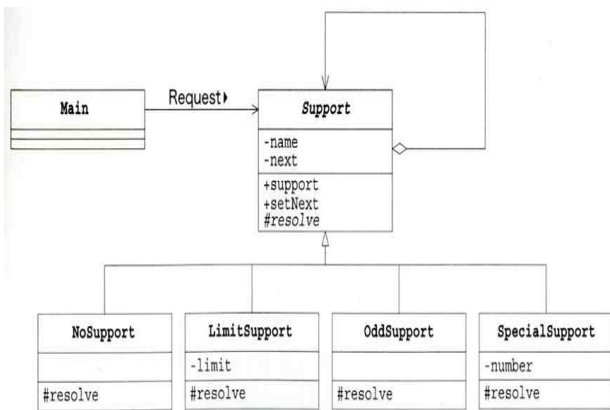 Main
Request
Support
-name
-next
+support
+setNext
#resolve
NoSupport
#resolve
LimitSupport
-limit
#resolve
OddSupport
#resolve
SpecialSupport
-number
#resolve